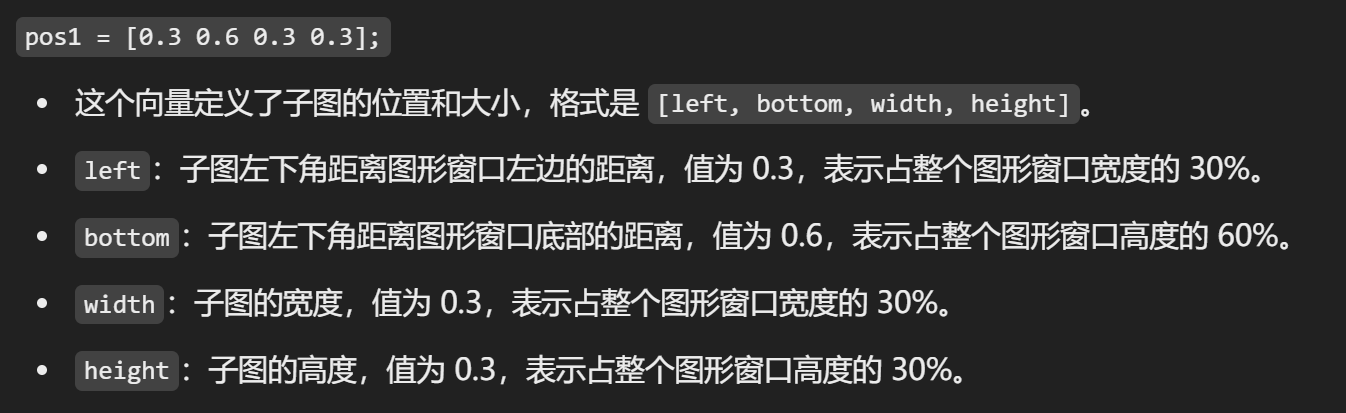 pos1 = [0.3 0.6 0.3 0.3];
• 这个向量定义了子图的位置和大小，格式是 [left, bottom, width, height]。
• left：子图左下角距离图形窗口左边的距离，值为 0.3，表示占整个图形窗口宽度的 30%。
• bottom：子图左下角距离图形窗口底部的距离，值为 0.6，表示占整个图形窗口高度的 60%。
• width：子图的宽度，值为 0.3，表示占整个图形窗口宽度的 30%。
• height：子图的高度，值为 0.3，表示占整个图形窗口高度的 30%。